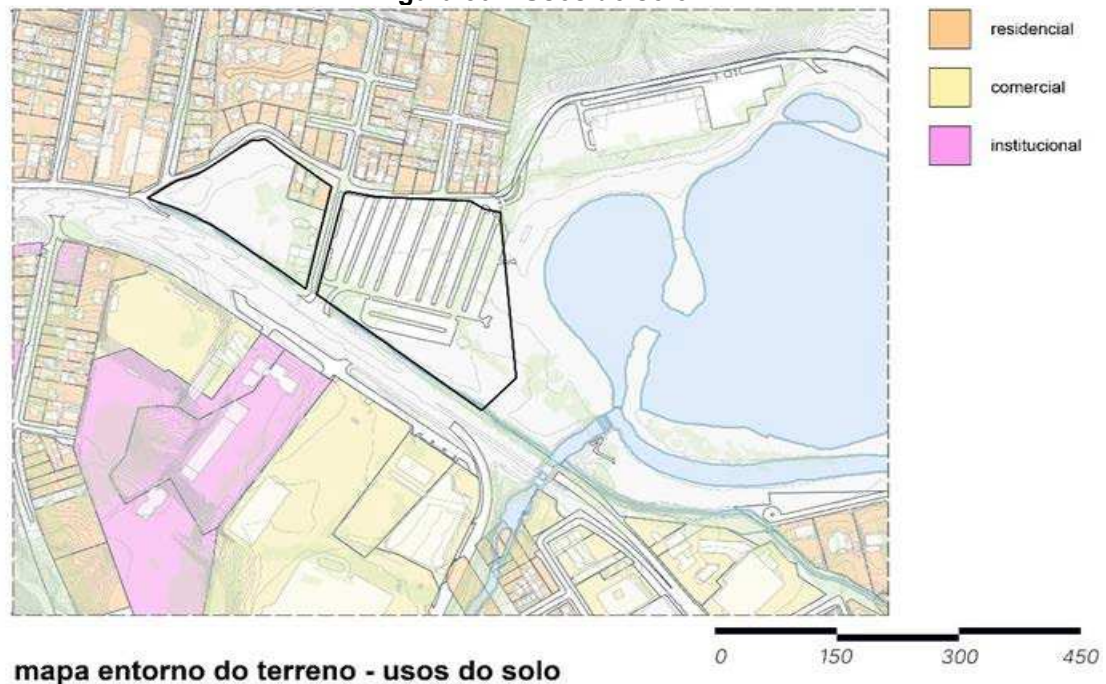 residencial
comercial
institucional
mapa entorno do terreno - usos do solo
0 150 300 450